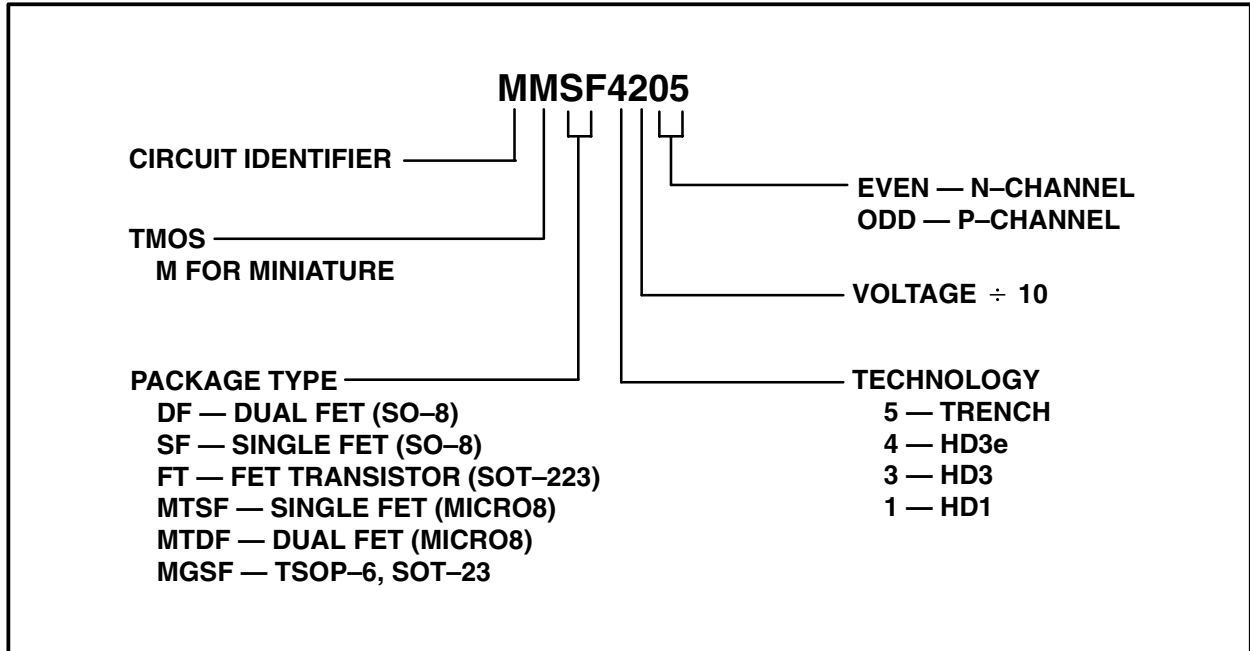 MMSF4205
CIRCUIT IDENTIFIER
TMOS
M FOR MINIATURE
PACKAGE TYPE
DF — DUAL FET (SO–8)
SF — SINGLE FET (SO–8)
FT — FET TRANSISTOR (SOT–223)
MTSF — SINGLE FET (MICRO8)
MTDF — DUAL FET (MICRO8)
MGSF — TSOP–6, SOT–23
EVEN — N–CHANNEL
ODD — P–CHANNEL
VOLTAGE ÷ 10
TECHNOLOGY
5 — TRENCH
4 — HD3e
3 — HD3
1 — HD1